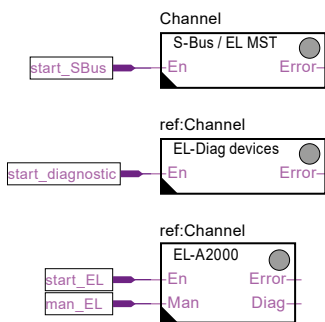 Channel
S-Bus / EL MST
start_SBus
En
Error
ref:Channel
EL-Diag devices
start_diagnostic
En
Error
ref:Channel
EL-A2000
start_EL
En
Error
man_EL
Man
Diag